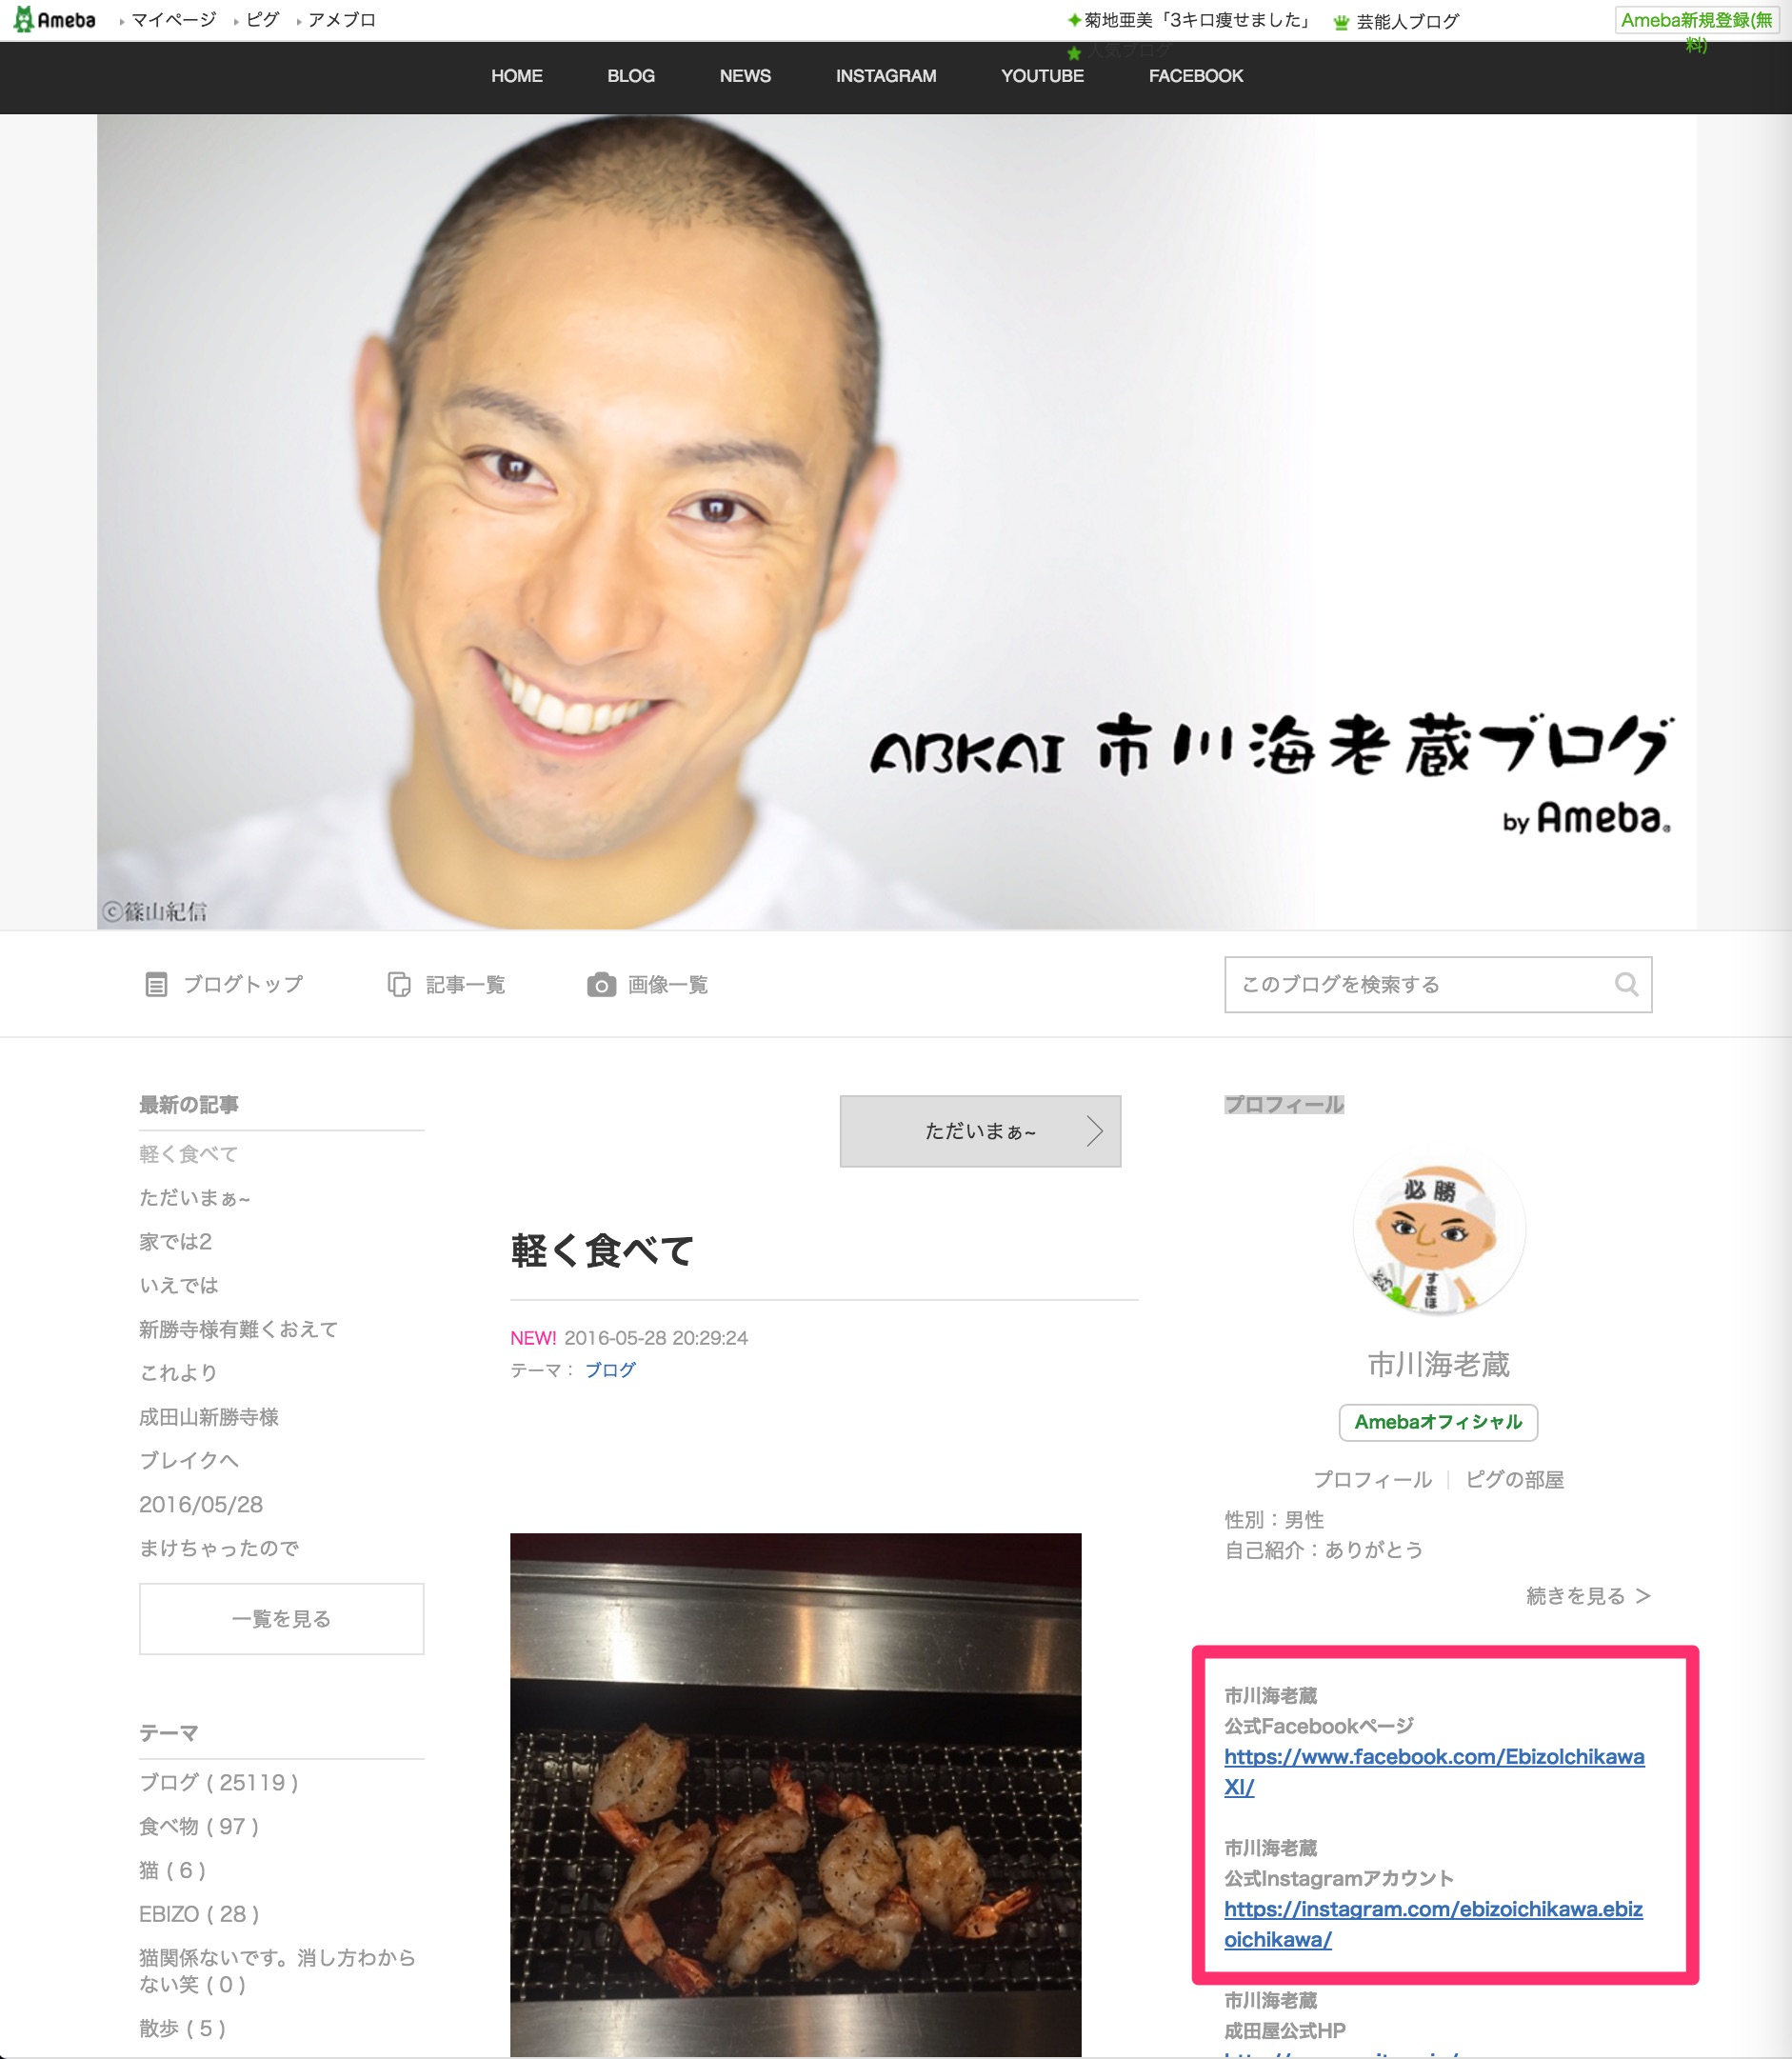 Ameba
マイページ
ピグ
アメブロ
菊地亜美「3キロ痩せました」
芸能人ブログ
人気ブログ
Ameba新規登録(無
料)
HOME
BLOG
NEWS
INSTAGRAM
YOUTUBE
FACEBOOK
ABKAI 市川海老蔵ブログ
by Ameba
©篠山紀信
ブログトップ
記事一覧
画像一覧
このブログを検索する
最新の記事
軽く食べて
ただいまぁ~
家では2
いえでは
新勝寺様有難くおえて
これより
成田山新勝寺様
ブレイクへ
2016/05/28
まけちゃったので
一覧を見る
テーマ
ブログ ( 25119 )
食べ物 ( 97 )
猫 ( 6 )
EBIZO ( 28 )
猫関係ないです。消し方わから
ない笑 ( 0 )
散歩 ( 5 )
ただいまぁ~
軽く食べて
NEW! 2016-05-28 20:29:24
テーマ： ブログ
プロフィール
必勝
すまほ
市川海老蔵
Amebaオフィシャル
プロフィール
ピグの部屋
性別：男性
自己紹介：ありがとう
続きを見る ＞
市川海老蔵
公式Facebookページ
https://www.facebook.com/EbizoIchikawa
XI/
市川海老蔵
公式Instagramアカウント
https://instagram.com/ebizoichikawa.ebiz
oichikawa/
市川海老蔵
成田屋公式HP